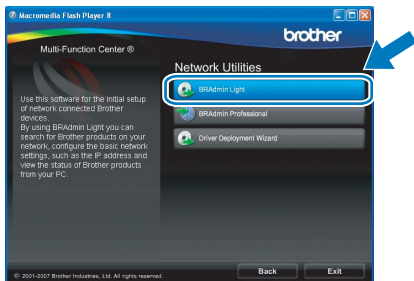 Macromedia Flash Player 8
brother
Multi-Function Center ®
Network Utilities
BRAdmin Light
BRAdmin Professional
Driver Deployment Wizard
Use this software for the initial setup
of network connected Brother
devices.
By using BRAdmin Light you can
search for Brother products on your
network, configure the basic network
settings, such as the IP address and
view the status of Brother products
from your PC.
© 2001-2007 Brother Industries, Ltd. All rights reserved.
Back
Exit